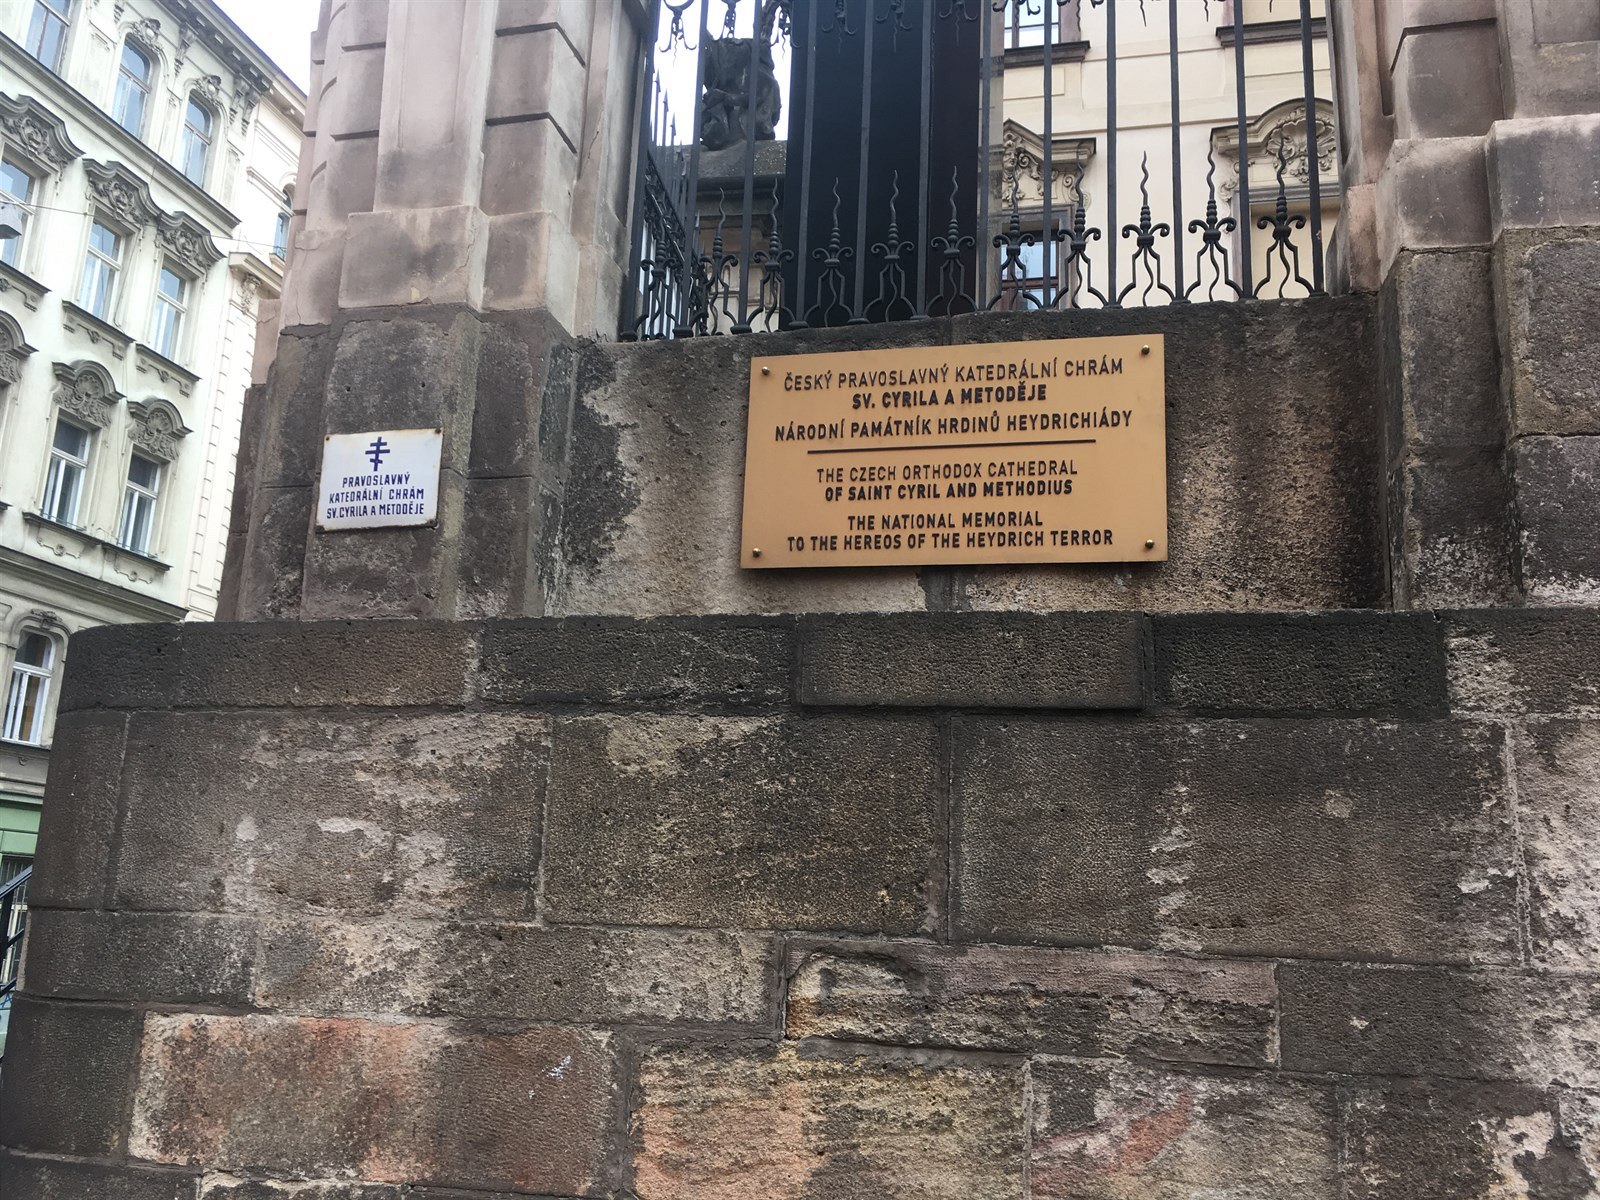 PRAVOSLAVNÝ
KATEDRÁLNÍ CHRÁM
SV. CYRILA A METODĚJE
ČESKÝ PRAVOSLAVNÝ KATEDRÁLNÍ CHRÁM
SV. CYRILA A METODĚJE
NÁRODNÍ PAMÁTNÍK HRDINŮ HEYDRICHIÁDY
THE CZECH ORTHODOX CATHEDRAL
OF SAINT CYRIL AND METHODIUS
THE NATIONAL MEMORIAL
TO THE HEREOS OF THE HEYDRICH TERROR